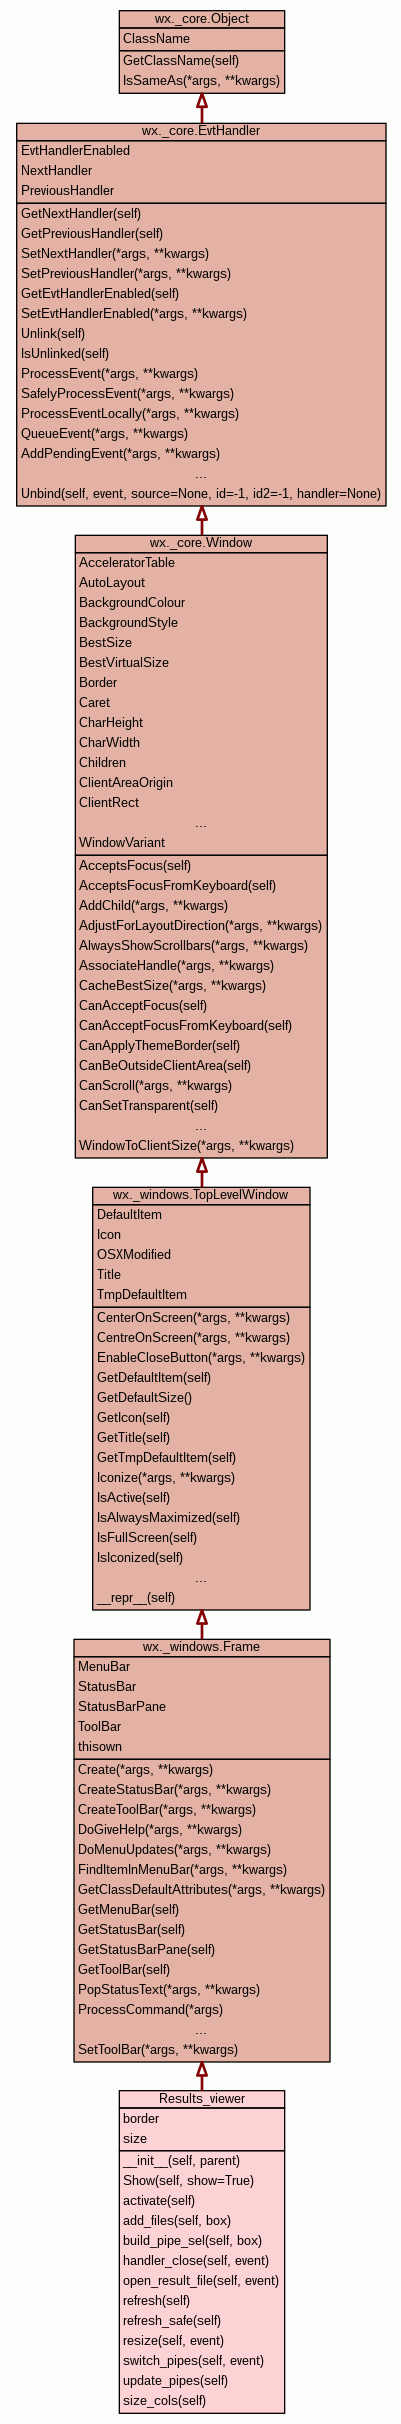 wx._core.Object
ClassName
GetClassName(self)
IsSameAs(*args, **kwargs)
wx._core.EvtHandler
EvtHandlerEnabled
NextHandler
PreviousHandler
GetNextHandler(self)
GetPreviousHandler(self)
SetNextHandler(*args, **kwargs)
SetPreviousHandler(*args, **kwargs)
GetEvtHandlerEnabled(self)
SetEvtHandlerEnabled(*args, **kwargs)
Unlink(self)
IsUnlinked(self)
ProcessEvent(*args, **kwargs)
SafelyProcessEvent(*args, **kwargs)
ProcessEventLocally(*args, **kwargs)
QueueEvent(*args, **kwargs)
AddPendingEvent(*args, **kwargs)
...
Unbind(self, event, source=None, id=-1, id2=-1, handler=None)
wx._core.Window
AcceleratorTable
AutoLayout
BackgroundColour
BackgroundStyle
BestSize
BestVirtualSize
Border
Caret
CharHeight
CharWidth
Children
ClientAreaOrigin
ClientRect
...
WindowVariant
AcceptsFocus(self)
AcceptsFocusFromKeyboard(self)
AddChild(*args, **kwargs)
AdjustForLayoutDirection(*args, **kwargs)
AlwaysShowScrollbars(*args, **kwargs)
AssociateHandle(*args, **kwargs)
CacheBestSize(*args, **kwargs)
CanAcceptFocus(self)
CanAcceptFocusFromKeyboard(self)
CanApplyThemeBorder(self)
CanBeOutsideClientArea(self)
CanScroll(*args, **kwargs)
CanSetTransparent(self)
...
WindowToClientSize(*args, **kwargs)
wx._windows.TopLevelWindow
DefaultItem
Icon
OSXModified
Title
TmpDefaultItem
CenterOnScreen(*args, **kwargs)
CentreOnScreen(*args, **kwargs)
EnableCloseButton(*args, **kwargs)
GetDefaultItem(self)
GetDefaultSize()
GetIcon(self)
GetTitle(self)
GetTmpDefaultItem(self)
Iconize(*args, **kwargs)
IsActive(self)
IsAlwaysMaximized(self)
IsFullScreen(self)
IsIconized(self)
...
__repr__(self)
wx._windows.Frame
MenuBar
StatusBar
StatusBarPane
ToolBar
thisown
Create(*args, **kwargs)
CreateStatusBar(*args, **kwargs)
CreateToolBar(*args, **kwargs)
DoGiveHelp(*args, **kwargs)
DoMenuUpdates(*args, **kwargs)
FindItemInMenuBar(*args, **kwargs)
GetClassDefaultAttributes(*args, **kwargs)
GetMenuBar(self)
GetStatusBar(self)
GetStatusBarPane(self)
GetToolBar(self)
PopStatusText(*args, **kwargs)
ProcessCommand(*args)
...
SetToolBar(*args, **kwargs)
Results_viewer
border
size
__init__(self, parent)
Show(self, show=True)
activate(self)
add_files(self, box)
build_pipe_sel(self, box)
handler_close(self, event)
open_result_file(self, event)
refresh(self)
refresh_safe(self)
resize(self, event)
switch_pipes(self, event)
update_pipes(self)
size_cols(self)